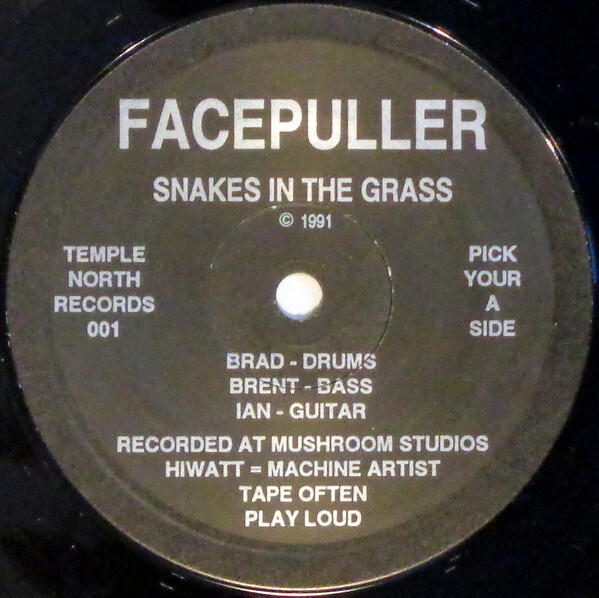 FACEPULLER
SNAKES IN THE GRASS
© 1991
TEMPLE
NORTH
RECORDS
001
PICK
YOUR
A
SIDE
BRAD - DRUMS
BRENT - BASS
IAN - GUITAR
RECORDED AT MUSHROOM STUDIOS
HIWATT = MACHINE ARTIST
TAPE OFTEN
PLAY LOUD